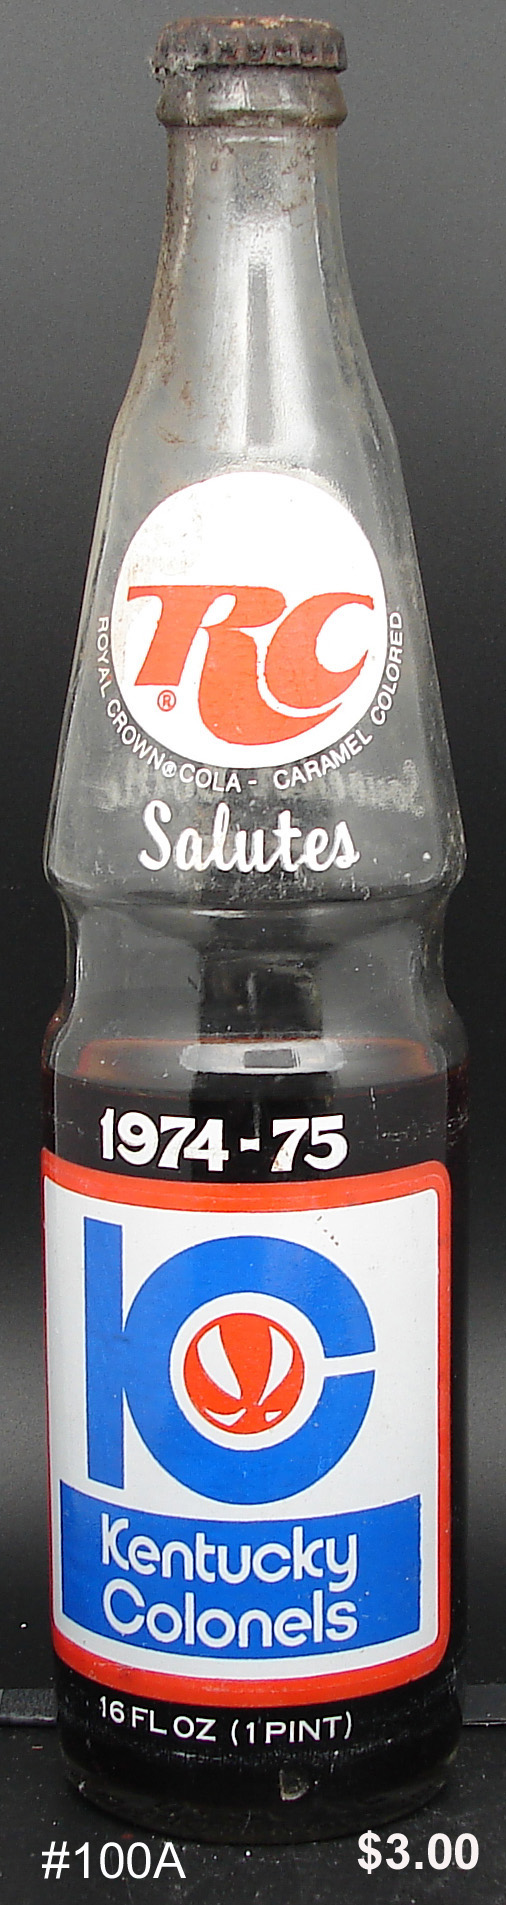 RC
®
ROYAL CROWN® COLA - CARAMEL COLORED
Salutes
1974-75
KC
Kentucky
Colonels
16 FL OZ (1 PINT)
#100A
$3.00